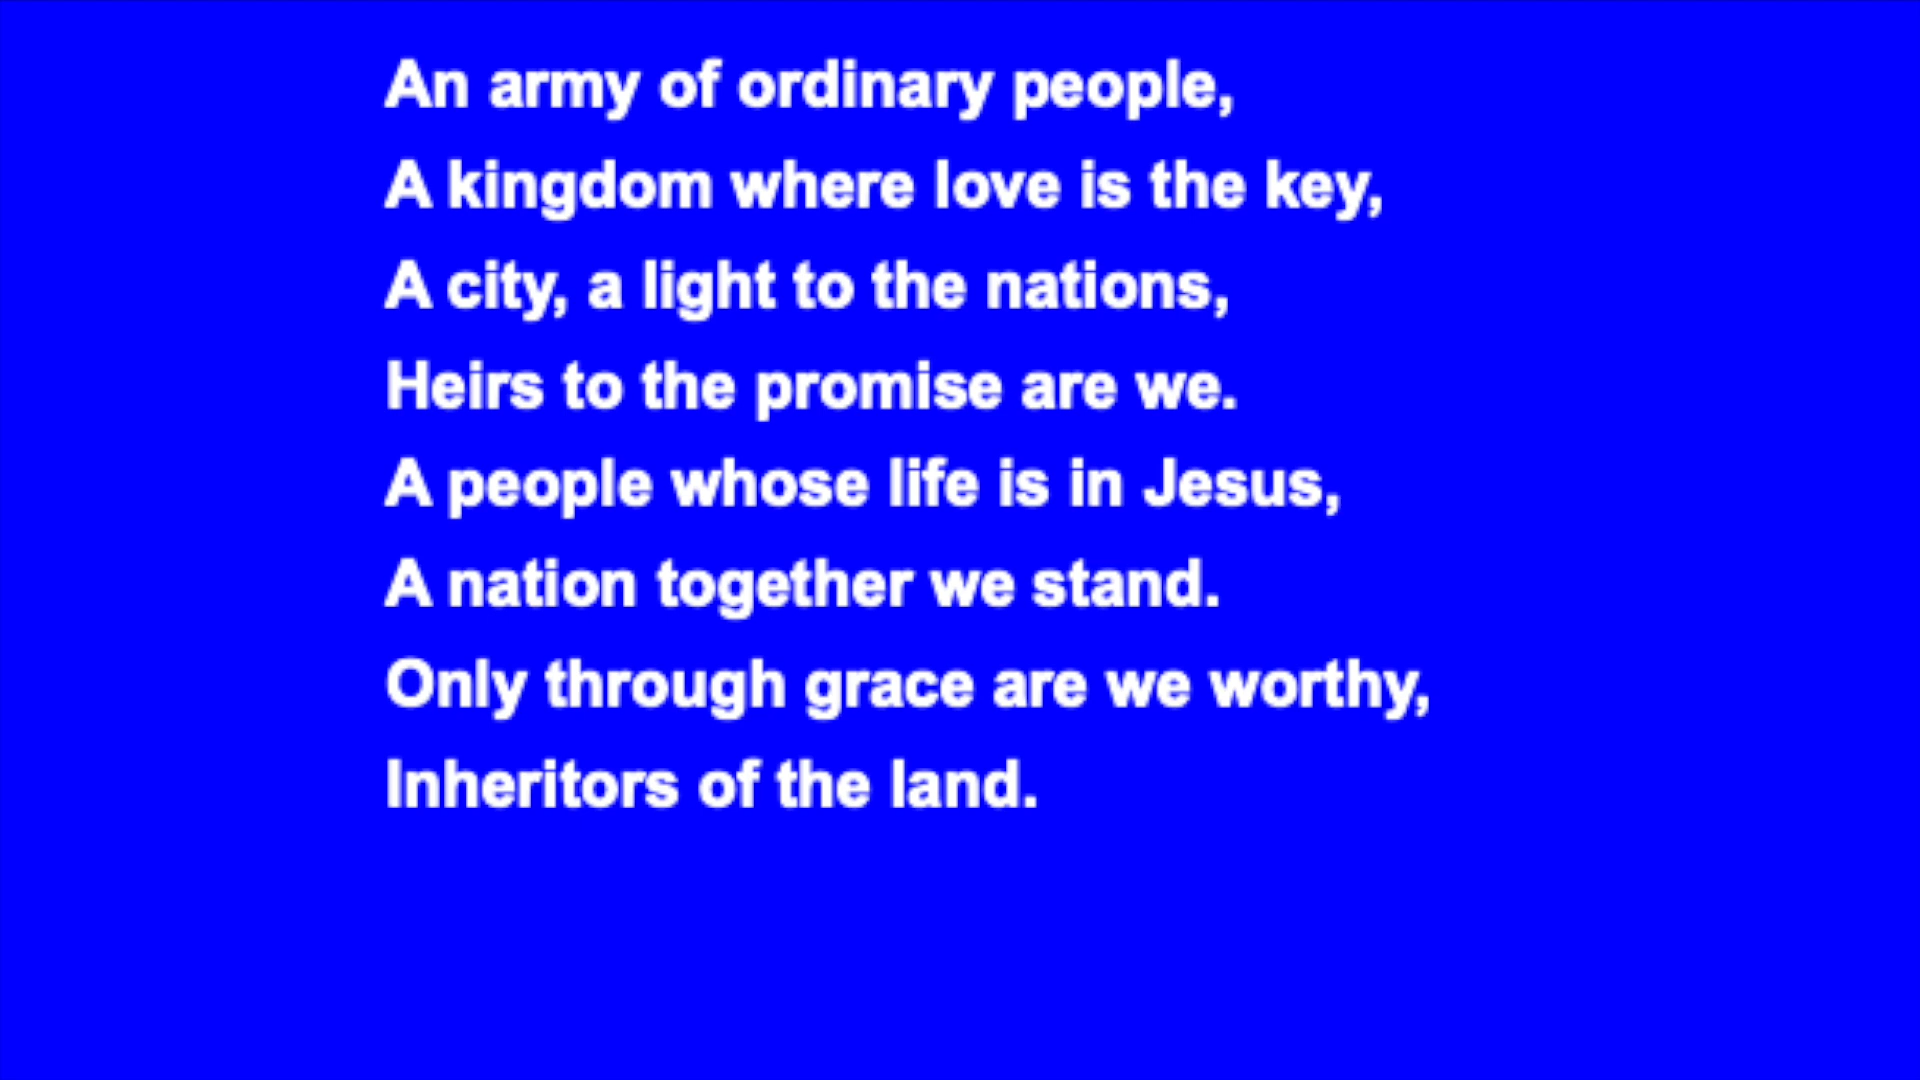 An army of ordinary people,
A kingdom where love is the key,
A city, a light to the nations,
Heirs to the promise are we.
A people whose life is in Jesus,
A nation together we stand.
Only through grace are we worthy,
Inheritors of the land.